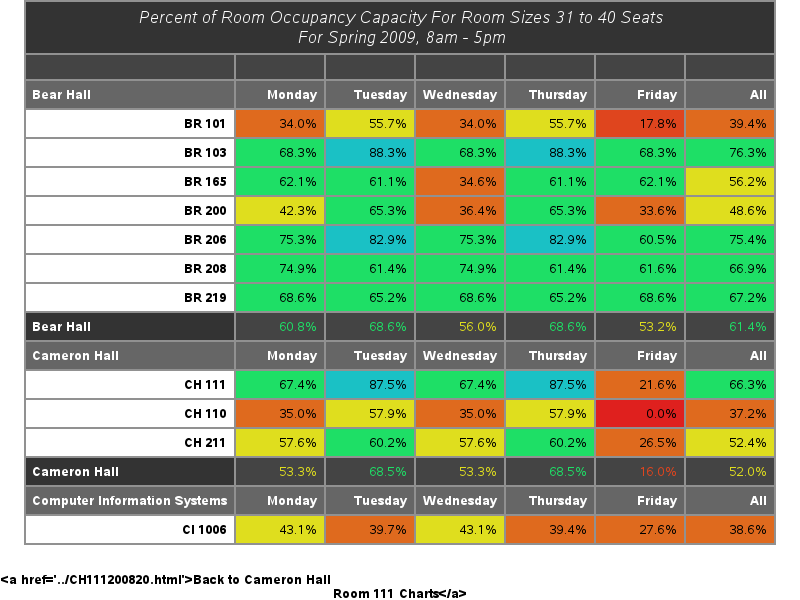 Percent of Room Occupancy Capacity For Room Sizes 31 to 40 Seats
For Spring 2009, 8am - 5pm
Bear Hall Monday Tuesday Wednesday Thursday Friday All
BR 101 34.0% 55.7% 34.0% 55.7% 17.8% 39.4%
BR 103 68.3% 88.3% 68.3% 88.3% 68.3% 76.3%
BR 165 62.1% 61.1% 34.6% 61.1% 62.1% 56.2%
BR 200 42.3% 65.3% 36.4% 65.3% 33.6% 48.6%
BR 206 75.3% 82.9% 75.3% 82.9% 60.5% 75.4%
BR 208 74.9% 61.4% 74.9% 61.4% 61.6% 66.9%
BR 219 68.6% 65.2% 68.6% 65.2% 68.6% 67.2%
Bear Hall 60.8% 68.6% 56.0% 68.6% 53.2% 61.4%
Cameron Hall Monday Tuesday Wednesday Thursday Friday All
CH 111 67.4% 87.5% 67.4% 87.5% 21.6% 66.3%
CH 110 35.0% 57.9% 35.0% 57.9% 0.0% 37.2%
CH 211 57.6% 60.2% 57.6% 60.2% 26.5% 52.4%
Cameron Hall 53.3% 68.5% 53.3% 68.5% 16.0% 52.0%
Computer Information Systems Monday Tuesday Wednesday Thursday Friday All
CI 1006 43.1% 39.7% 43.1% 39.4% 27.6% 38.6%
<a href='../CH111200820.html'>Back to Cameron Hall
Room 111 Charts</a>